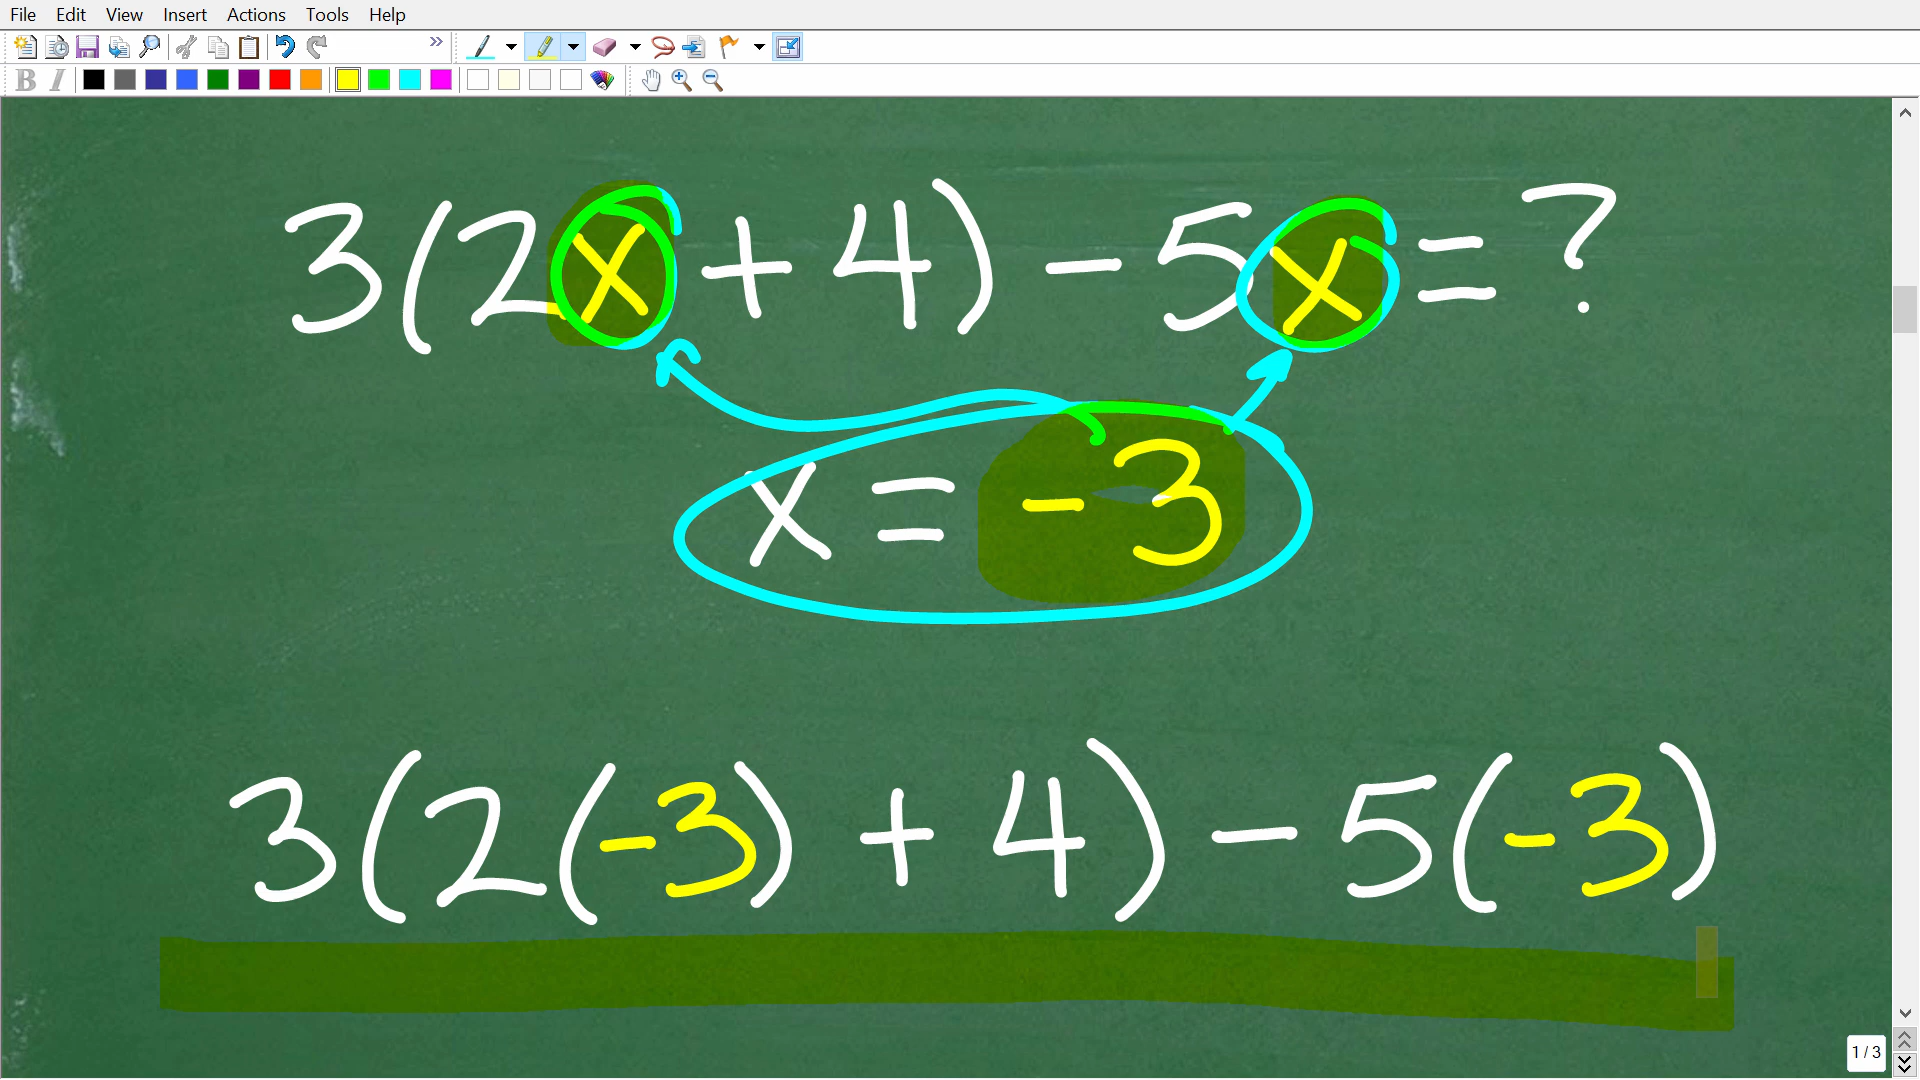 File Edit View Insert Actions Tools Help
B I
3(2x + 4) - 5x = ?
x = -3
3(2(-3) + 4) - 5(-3)
1 / 3